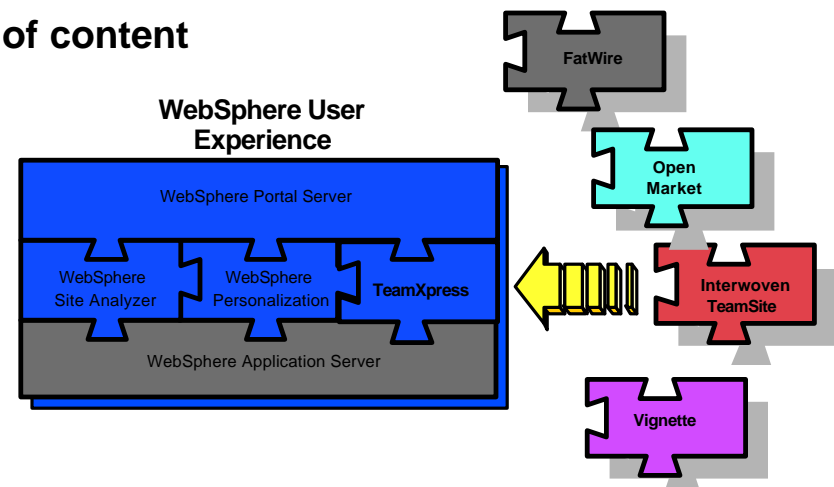 of content
WebSphere User
Experience
WebSphere Portal Server
WebSphere
Site Analyzer
WebSphere
Personalization
TeamXpress
WebSphere Application Server
FatWire
Open
Market
Interwoven
TeamSite
Vignette